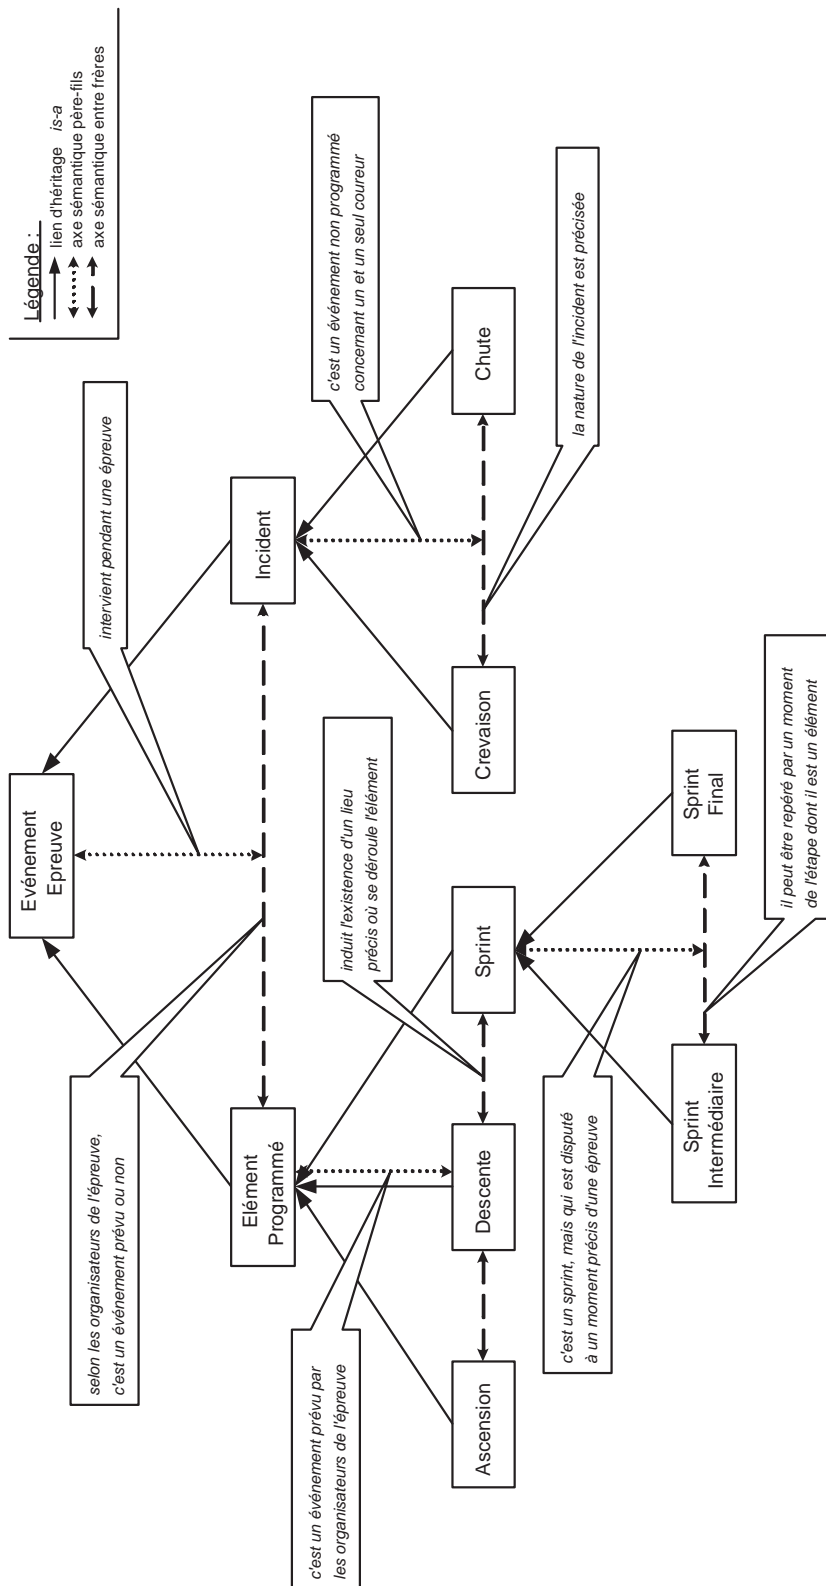 Légende :
lien d'héritage is-a
axe sémantique père-fils
axe sémantique entre frères
Evénement
Epreuve
intervient pendant une épreuve
selon les organisateurs de l'épreuve,
c'est un événement prévu ou non
Elément
Programmé
Incident
c'est un événement prévu par
les organisateurs de l'épreuve
induit l'existence d'un lieu
précis où se déroule l'élément
c'est un événement non programmé
concernant un et un seul coureur
Ascension
Descente
Sprint
Crevaison
Chute
la nature de l'incident est précisée
c'est un sprint, mais qui est disputé
à un moment précis d'une épreuve
Sprint
Intermédiaire
Sprint
Final
il peut être repéré par un moment
de l'étape dont il est un élément